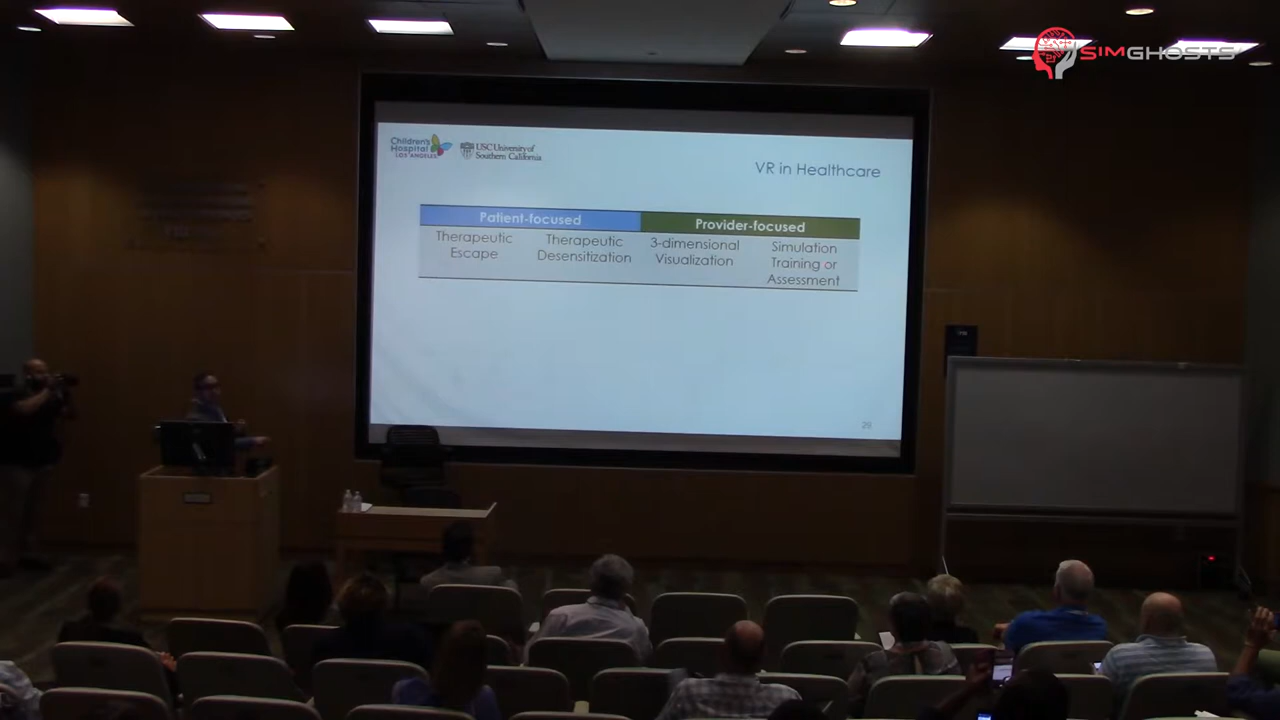 SIMGHOSTS
Children's
Hospital
LOS ANGELES
USC University of
Southern California
VR in Healthcare
Patient-focused
Provider-focused
Therapeutic
Escape
Therapeutic
Desensitization
3-dimensional
Visualization
Simulation
Training or
Assessment